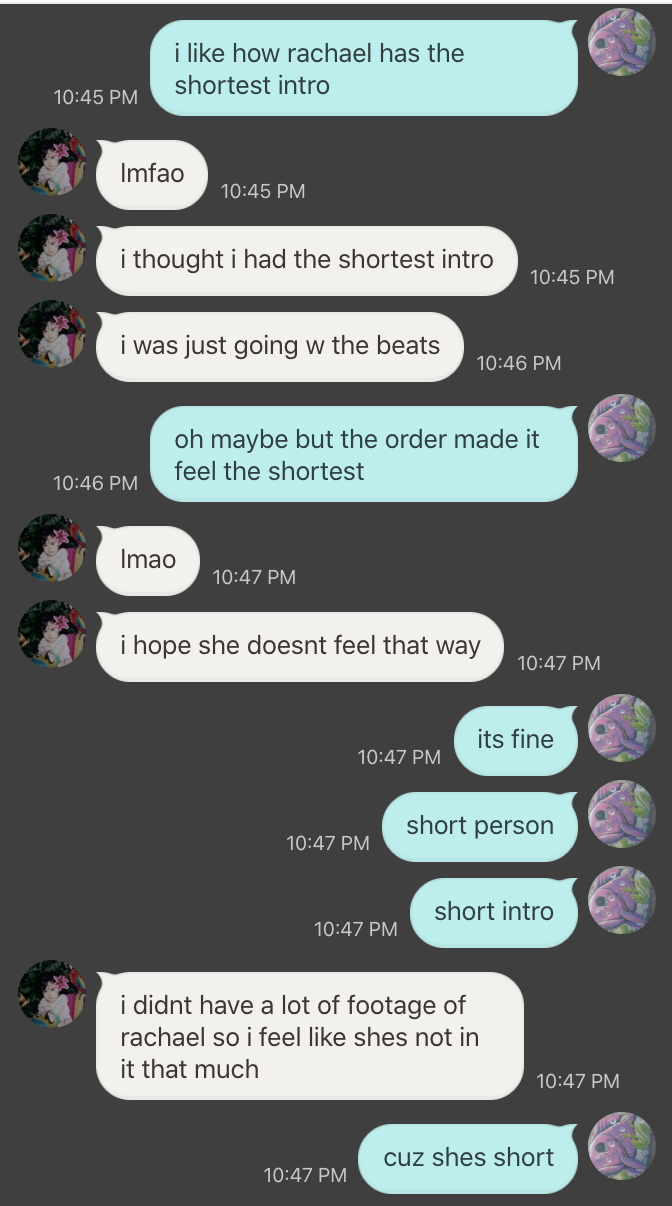 i like how rachael has the
shortest intro
10:45 PM
lmfao
10:45 PM
i thought i had the shortest intro
10:45 PM
i was just going w the beats
10:46 PM
oh maybe but the order made it
feel the shortest
10:46 PM
lmao
10:47 PM
i hope she doesnt feel that way
10:47 PM
its fine
10:47 PM
short person
10:47 PM
short intro
10:47 PM
i didnt have a lot of footage of
rachael so i feel like shes not in
it that much
10:47 PM
cuz shes short
10:47 PM